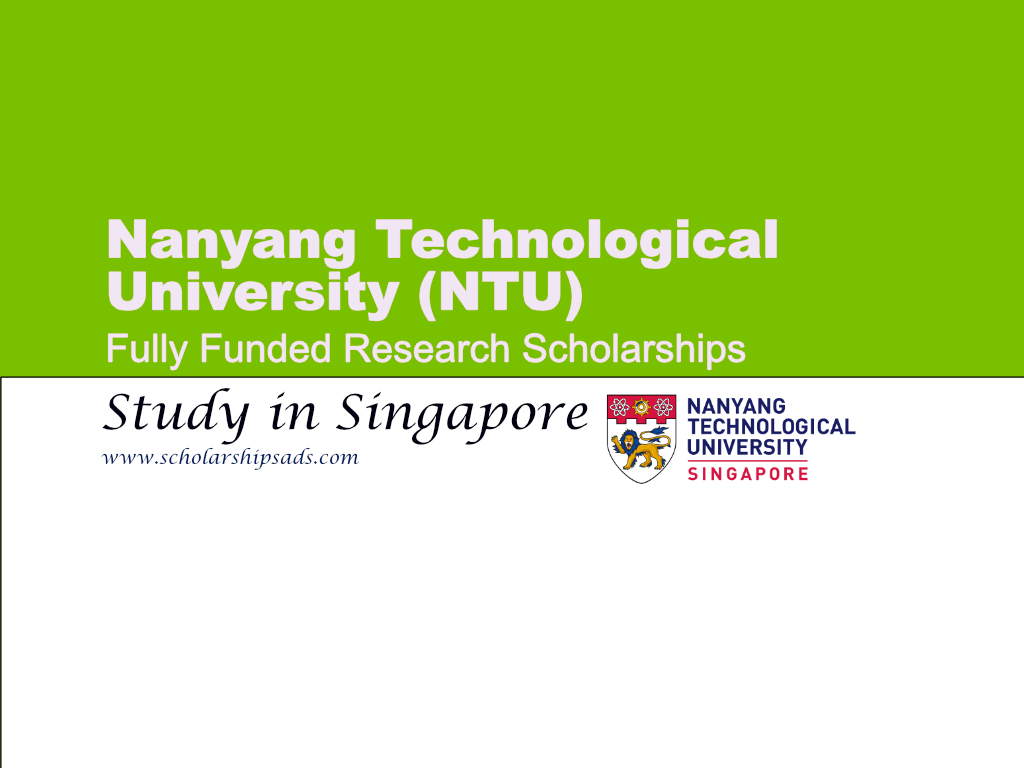 Nanyang Technological
University (NTU)
Fully Funded Research Scholarships
Study in Singapore
www.scholarshipsads.com
NANYANG
TECHNOLOGICAL
UNIVERSITY
SINGAPORE